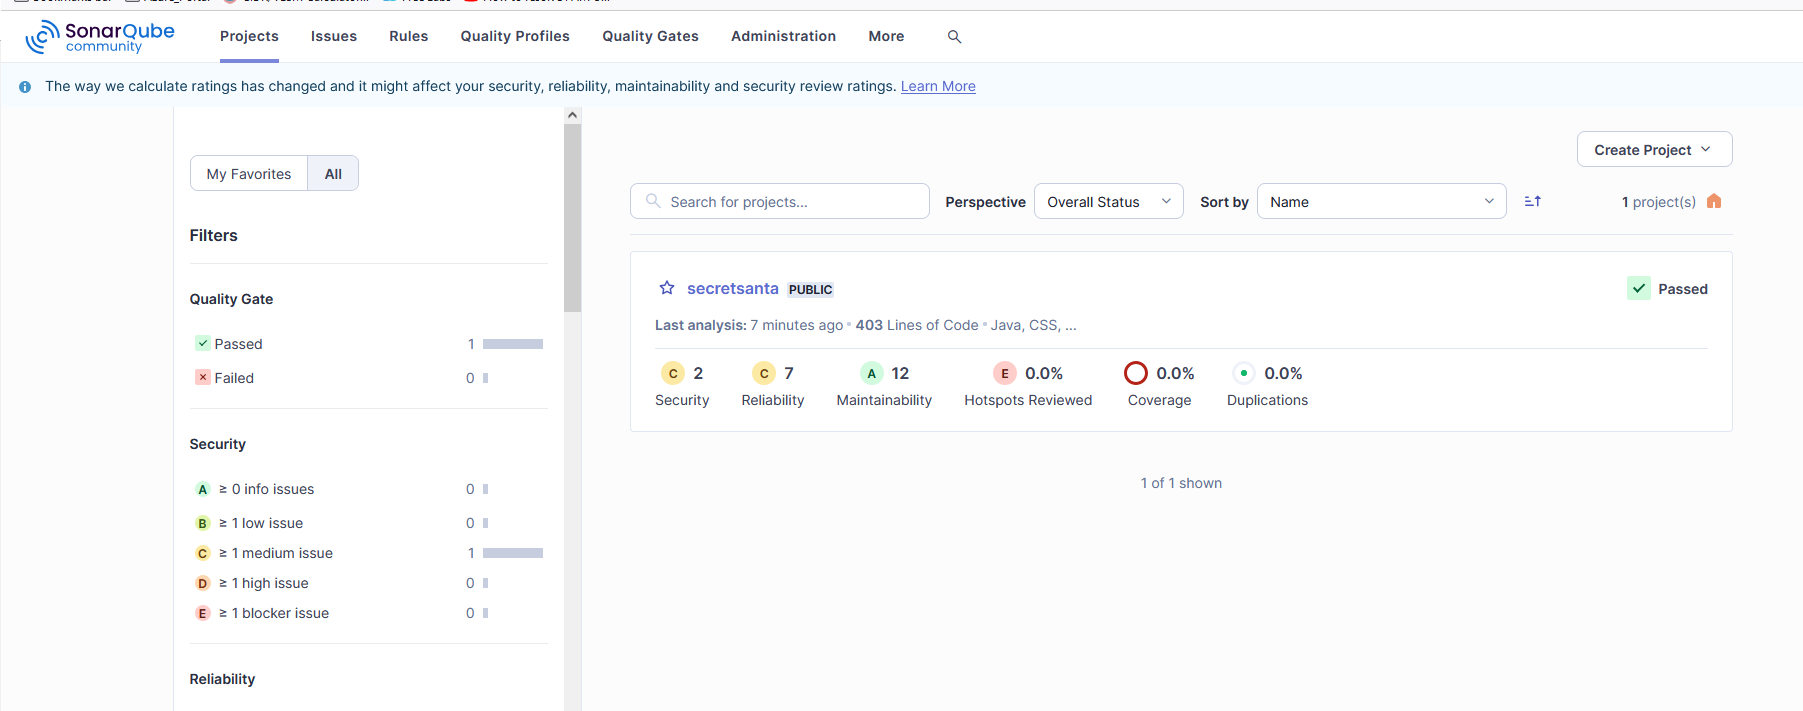 SonarQube
community
Projects Issues Rules Quality Profiles Quality Gates Administration More
The way we calculate ratings has changed and it might affect your security, reliability, maintainability and security review ratings. Learn More
My Favorites All
Create Project
Search for projects... Perspective Overall Status Sort by Name 1 project(s)
Filters
Quality Gate
Passed 1
Failed 0
Security
A ≥ 0 info issues 0
B ≥ 1 low issue 0
C ≥ 1 medium issue 1
D ≥ 1 high issue 0
E ≥ 1 blocker issue 0
Reliability
secretsanta PUBLIC Passed
Last analysis: 7 minutes ago • 403 Lines of Code • Java, CSS, ...
C 2 C 7 A 12 E 0.0% 0.0% 0.0%
Security Reliability Maintainability Hotspots Reviewed Coverage Duplications
1 of 1 shown